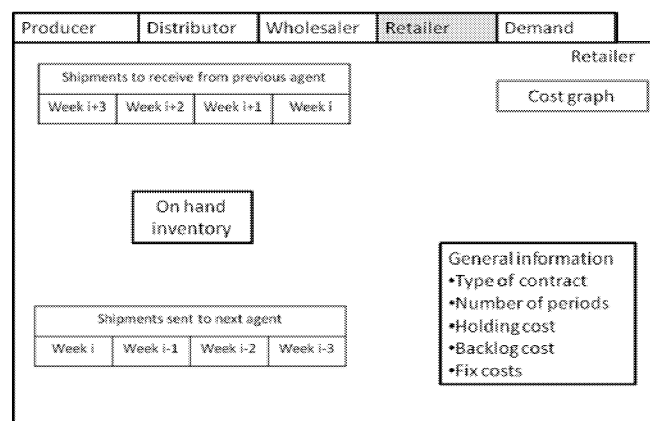 Producer Distributor Wholesaler Retailer Demand
Retailer
Shipments to receive from previous agent
Week i+3 Week i+2 Week i+1 Week i
Cost graph
On hand
inventory
General information
•Type of contract
•Number of periods
•Holding cost
•Backlog cost
•Fix costs
Shipments sent to next agent
Week i Week i-1 Week i-2 Week i-3